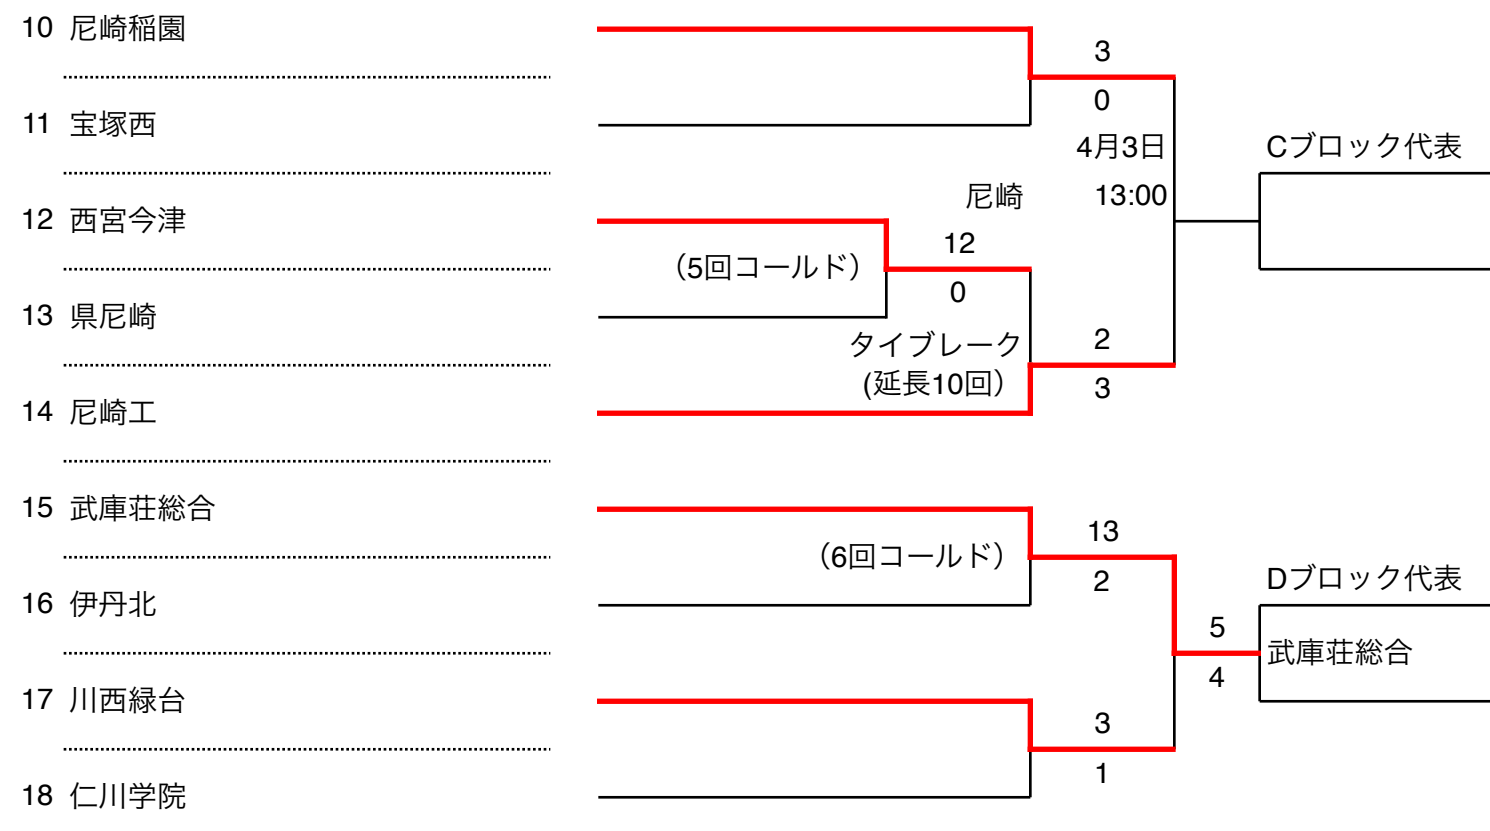 10 尼崎稲園
3
0
11 宝塚西
4月3日
Cブロック代表
尼崎 13:00
12 西宮今津
12
（5回コールド）
0
13 県尼崎
タイブレーク
2
(延長10回）
3
14 尼崎工
15 武庫荘総合
13
（6回コールド）
2
Dブロック代表
16 伊丹北
5
武庫荘総合
4
17 川西緑台
3
1
18 仁川学院